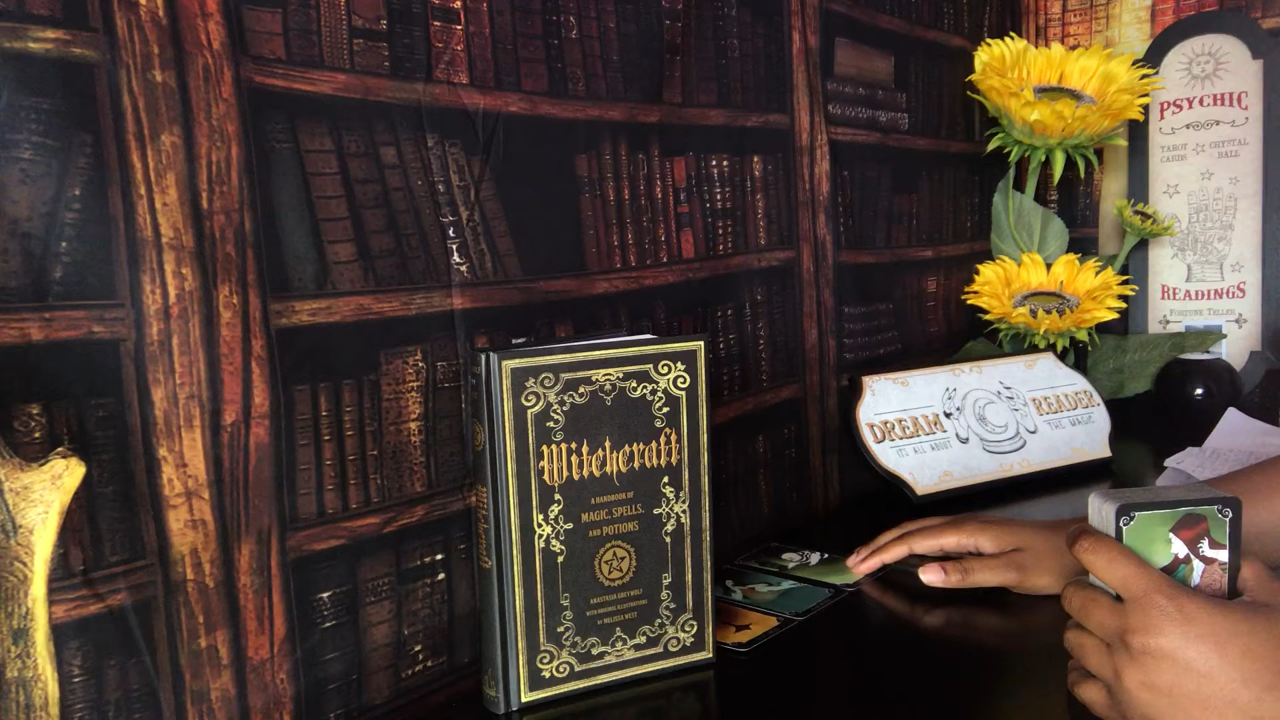 Witchcraft
A HANDBOOK OF
MAGIC, SPELLS,
AND POTIONS
ANASTASIA GREYWOLF
WITH ORIGINAL ILLUSTRATIONS
BY MELISSA WEST
DREAM READER
IT'S ALL ABOUT THE MAGIC
PSYCHIC
TAROT CARDS
CRYSTAL BALL
READINGS
FORTUNE TELLER